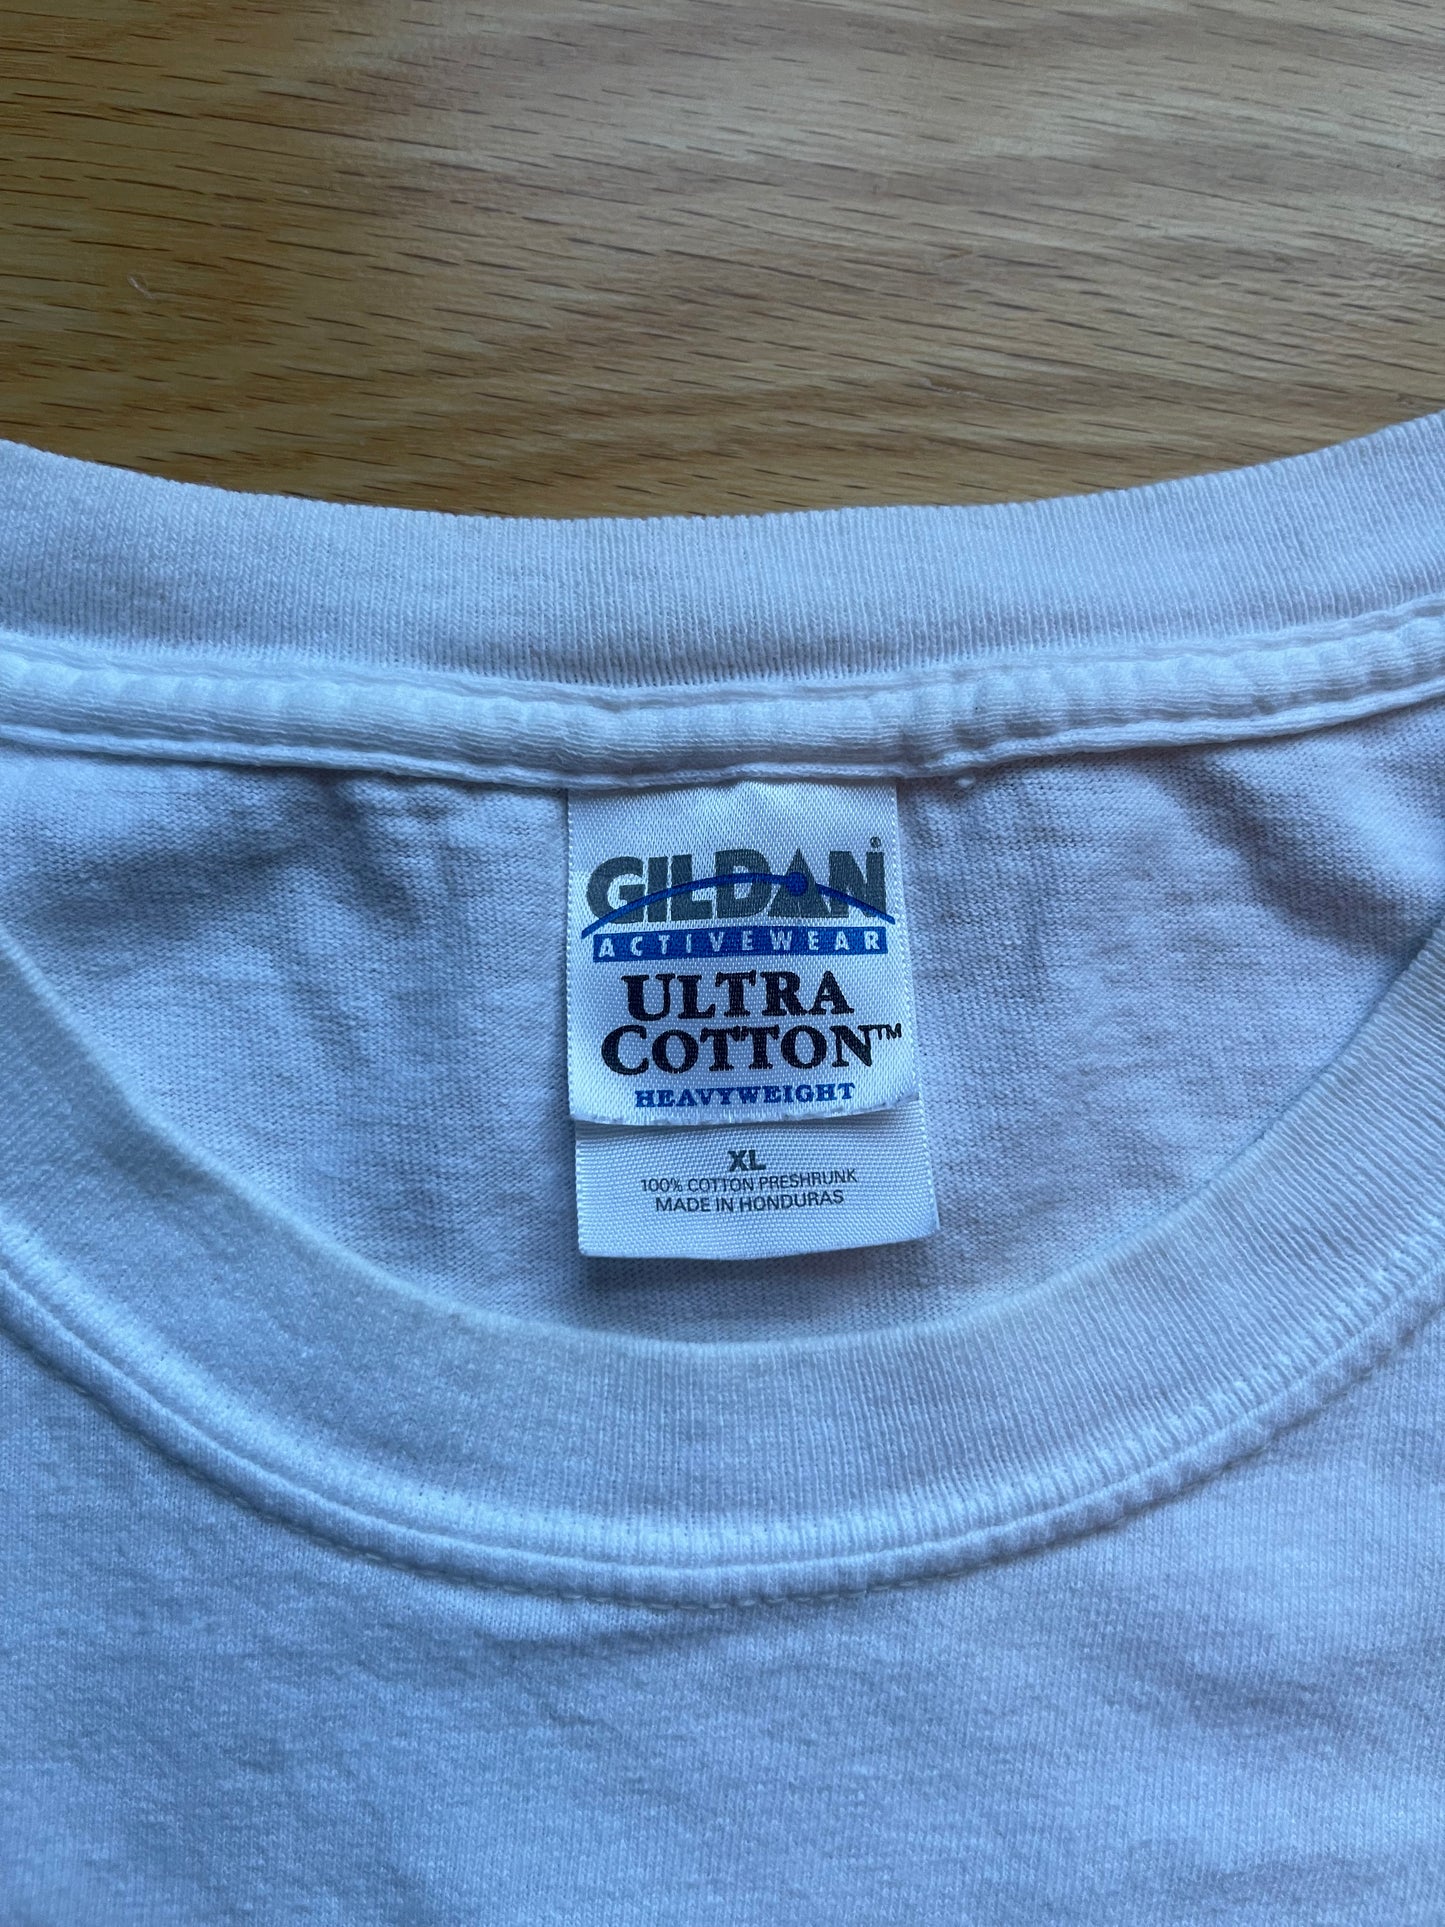 GILDAN®
ACTIVEWEAR
ULTRA
COTTON™
HEAVYWEIGHT
XL
100% COTTON PRESHRUNK
MADE IN HONDURAS